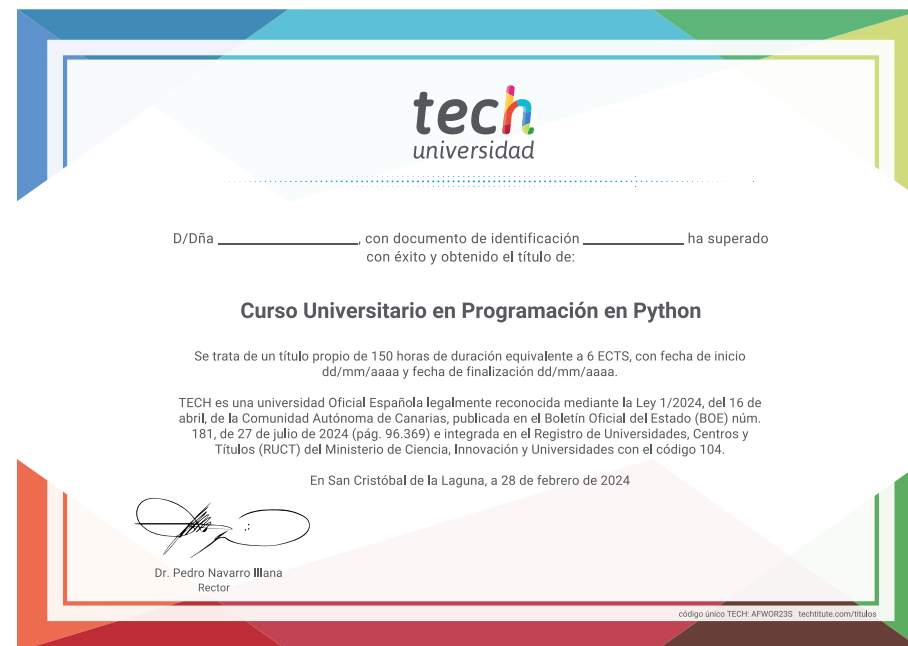 tech
universidad
D/Dña ____________________, con documento de identificación ______________ ha superado
con éxito y obtenido el título de:
Curso Universitario en Programación en Python
Se trata de un título propio de 150 horas de duración equivalente a 6 ECTS, con fecha de inicio
dd/mm/aaaa y fecha de finalización dd/mm/aaaa.
TECH es una universidad Oficial Española legalmente reconocida mediante la Ley 1/2024, del 16 de
abril, de la Comunidad Autónoma de Canarias, publicada en el Boletín Oficial del Estado (BOE) núm.
181, de 27 de julio de 2024 (pág. 96.369) e integrada en el Registro de Universidades, Centros y
Títulos (RUCT) del Ministerio de Ciencia, Innovación y Universidades con el código 104.
En San Cristóbal de la Laguna, a 28 de febrero de 2024
Dr. Pedro Navarro Illana
Rector
código único TECH: AFWOR23S techtitute.com/titulos